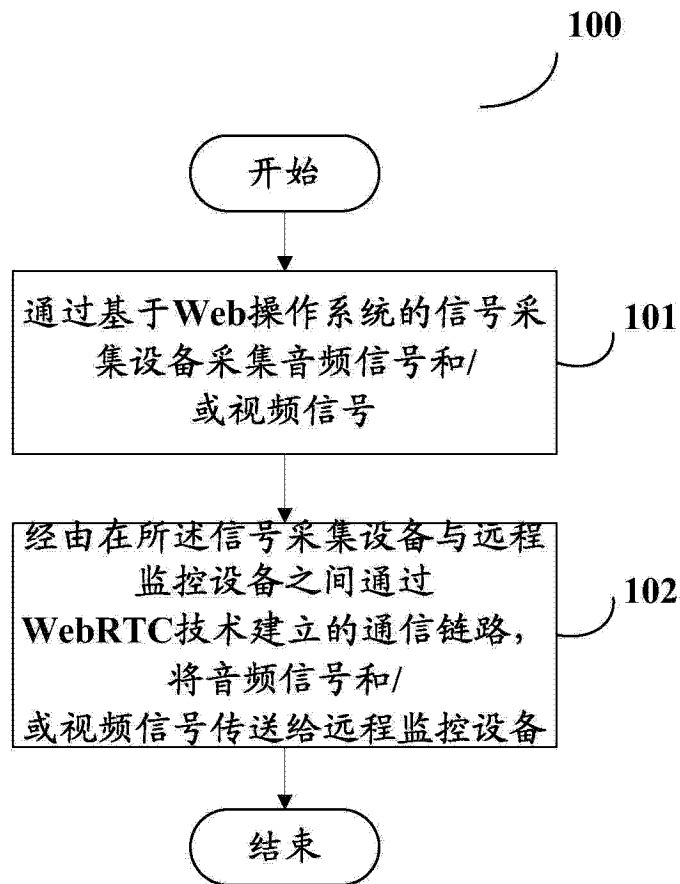 100
开始
通过基于Web操作系统的信号采
集设备采集音频信号和/
或视频信号
101
经由在所述信号采集设备与远程
监控设备之间通过
WebRTC技术建立的通信链路，
将音频信号和/
或视频信号传送给远程监控设备
102
结束